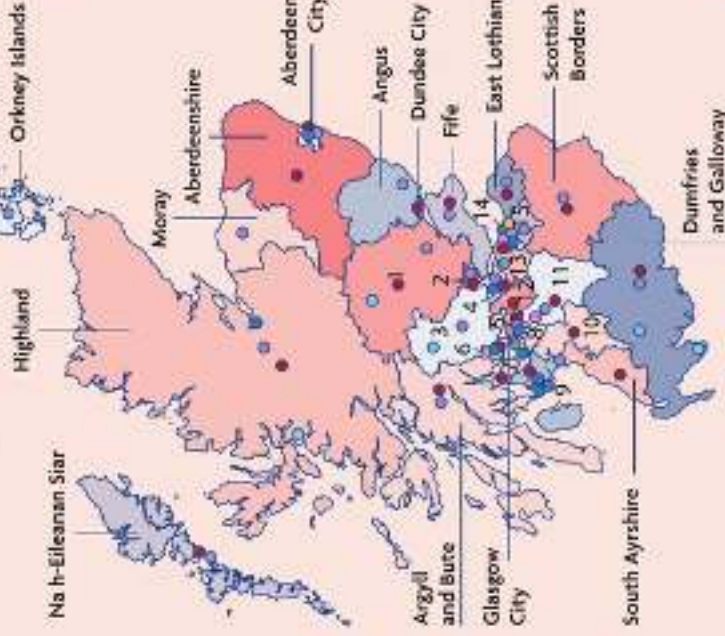 Orkney Islands
Highland
Moray
Aberdeenshire
Aberdeen
City
Na h-Eileanan Siar
Angus
Dundee City
Fife
East Lothian
Scottish
Borders
Dumfries
and Galloway
Argyll
and Bute
Glasgow
City
South Ayrshire
1
2
3
4
6
14
13
11
10
9